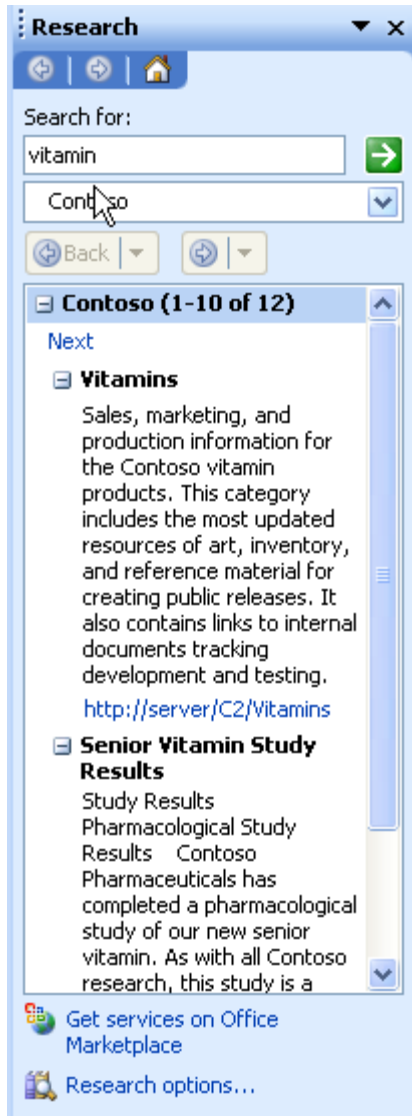 Research
Search for:
vitamin
Contoso
Back
Contoso (1-10 of 12)
Next
Vitamins
Sales, marketing, and
production information for
the Contoso vitamin
products. This category
includes the most updated
resources of art, inventory,
and reference material for
creating public releases. It
also contains links to internal
documents tracking
development and testing.
http://server/C2/Vitamins
Senior Vitamin Study
Results
Study Results
Pharmacological Study
Results Contoso
Pharmaceuticals has
completed a pharmacological
study of our new senior
vitamin. As with all Contoso
research, this study is a
Get services on Office
Marketplace
Research options...